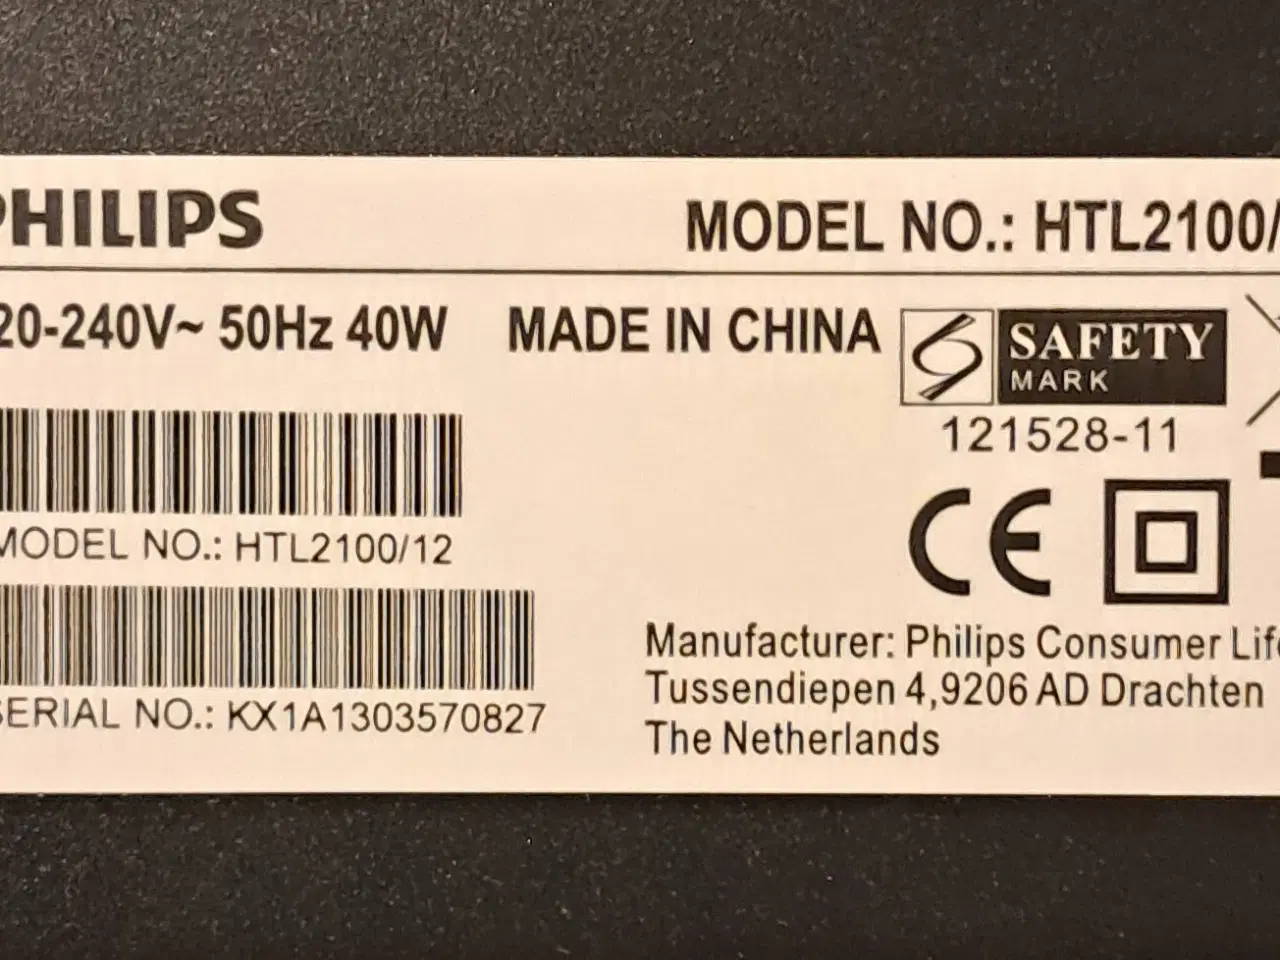 PHILIPS
MODEL NO.: HTL2100/
20-240V~ 50Hz 40W
MADE IN CHINA
SAFETY
MARK
121528-11
CE
MODEL NO.: HTL2100/12
SERIAL NO.: KX1A1303570827
Manufacturer: Philips Consumer Life
Tussendiepen 4,9206 AD Drachten
The Netherlands